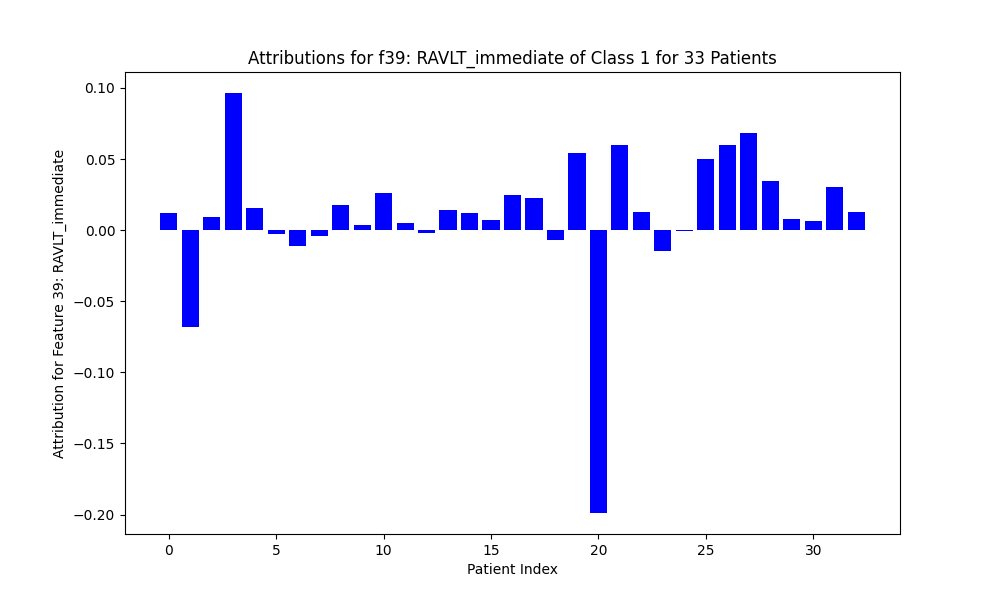 Attributions for f39: RAVLT_immediate of Class 1 for 33 Patients
Attribution for Feature 39: RAVLT_immediate
0.10
0.05
0.00
−0.05
−0.10
−0.15
−0.20
0 5 10 15 20 25 30
Patient Index